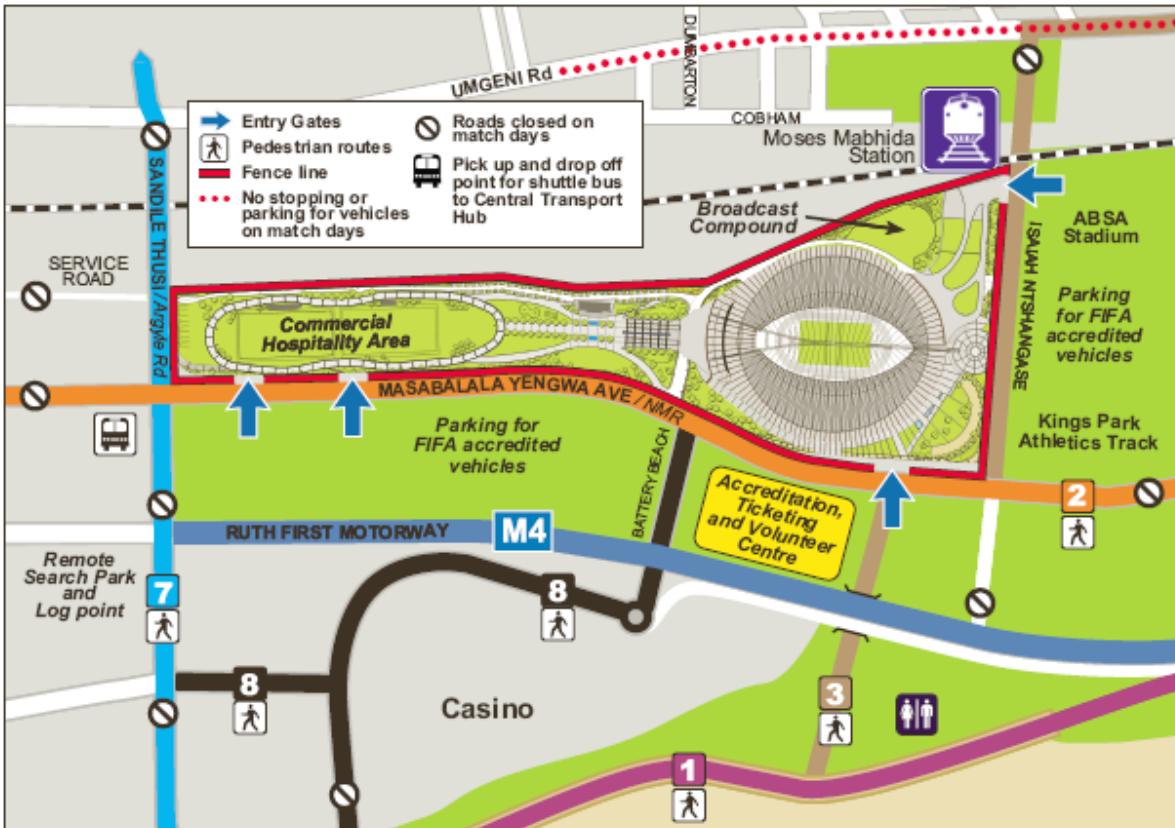 DUMBARTON
UMGENI Rd
COBHAM
Moses Mabhida
Station
Entry Gates
Pedestrian routes
Fence line
No stopping or
parking for vehicles
on match days
Roads closed on
match days
Pick up and drop off
point for shuttle bus
to Central Transport
Hub
SANDILE THUSI/Argyle Rd
Broadcast
Compound
ISAIAH NTSHANGASE
ABSA
Stadium
SERVICE
ROAD
Parking
for FIFA
accredited
vehicles
Commercial
Hospitality Area
MASABALALA YENGWA AVE / NMR
Kings Park
Athletics Track
Parking for
FIFA accredited
vehicles
BATTERY BEACH
Accreditation,
Ticketing
and Volunteer
Centre
2
RUTH FIRST MOTORWAY
M4
Remote
Search Park
and
Log point
7
8
8
Casino
3
1